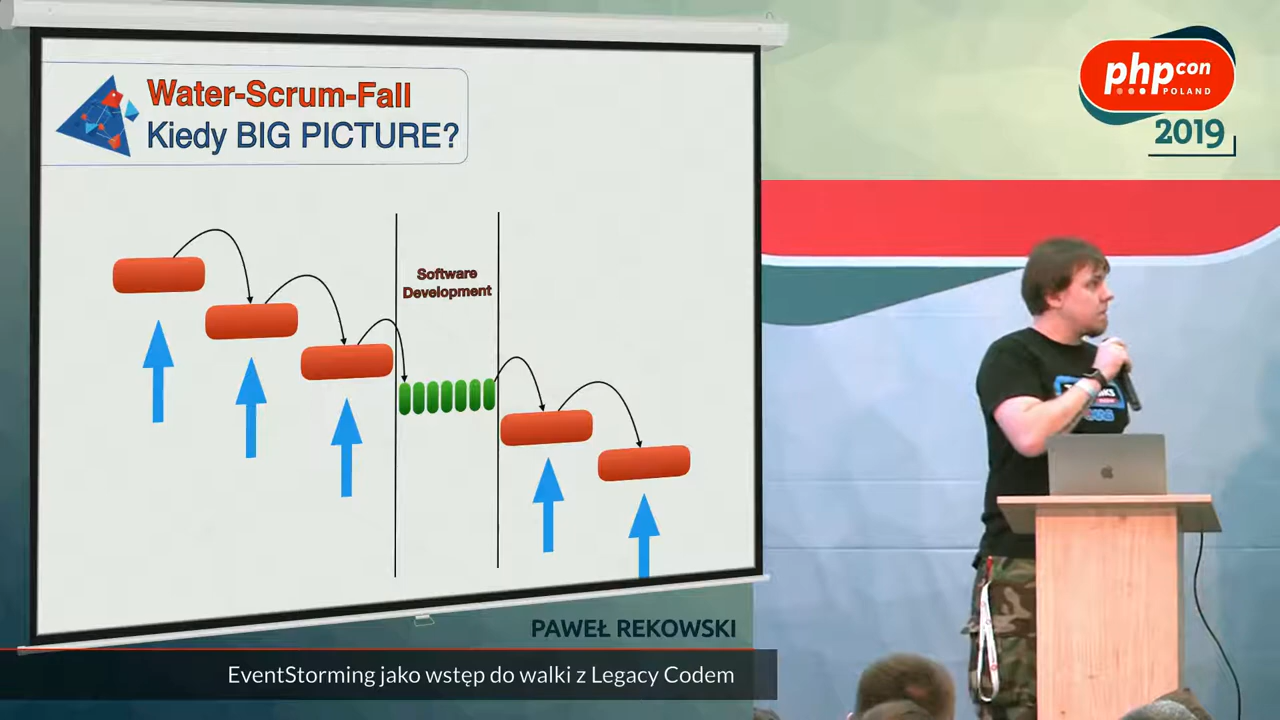 Water-Scrum-Fall
Kiedy BIG PICTURE?
Software
Development
php con
POLAND
2019
PAWEŁ REKOWSKI
EventStorming jako wstęp do walki z Legacy Codem